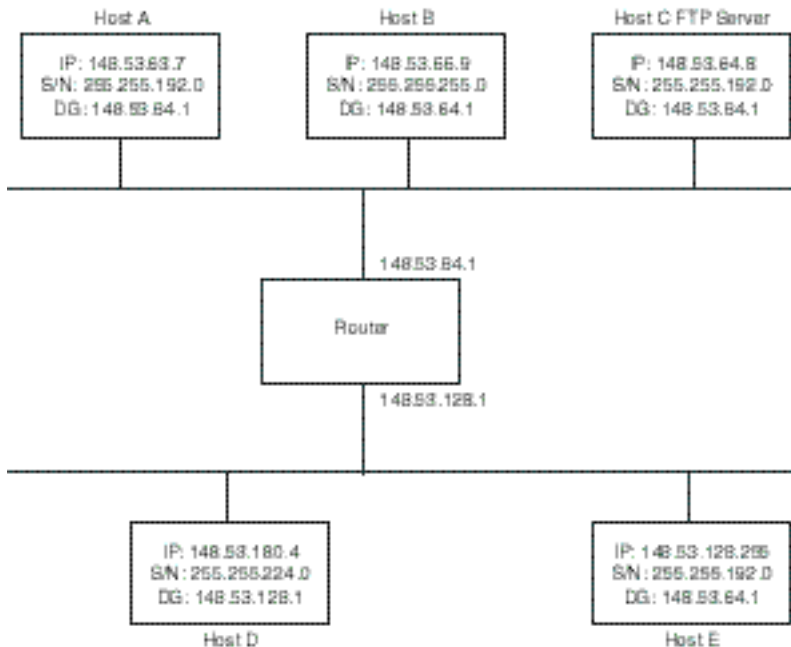 Host A
Host B
Host C FTP Server
IP: 148.53.63.7
S/N: 255.255.192.0
DG: 148.53.64.1
IP: 148.53.66.9
S/N: 255.255.255.0
DG: 148.53.64.1
IP: 148.53.64.8
S/N: 255.255.192.0
DG: 148.53.64.1
148.53.64.1
Router
148.53.128.1
IP: 148.53.180.4
S/N: 255.255.224.0
DG: 148.53.128.1
IP: 148.53.128.255
S/N: 255.255.192.0
DG: 148.53.64.1
Host D
Host E